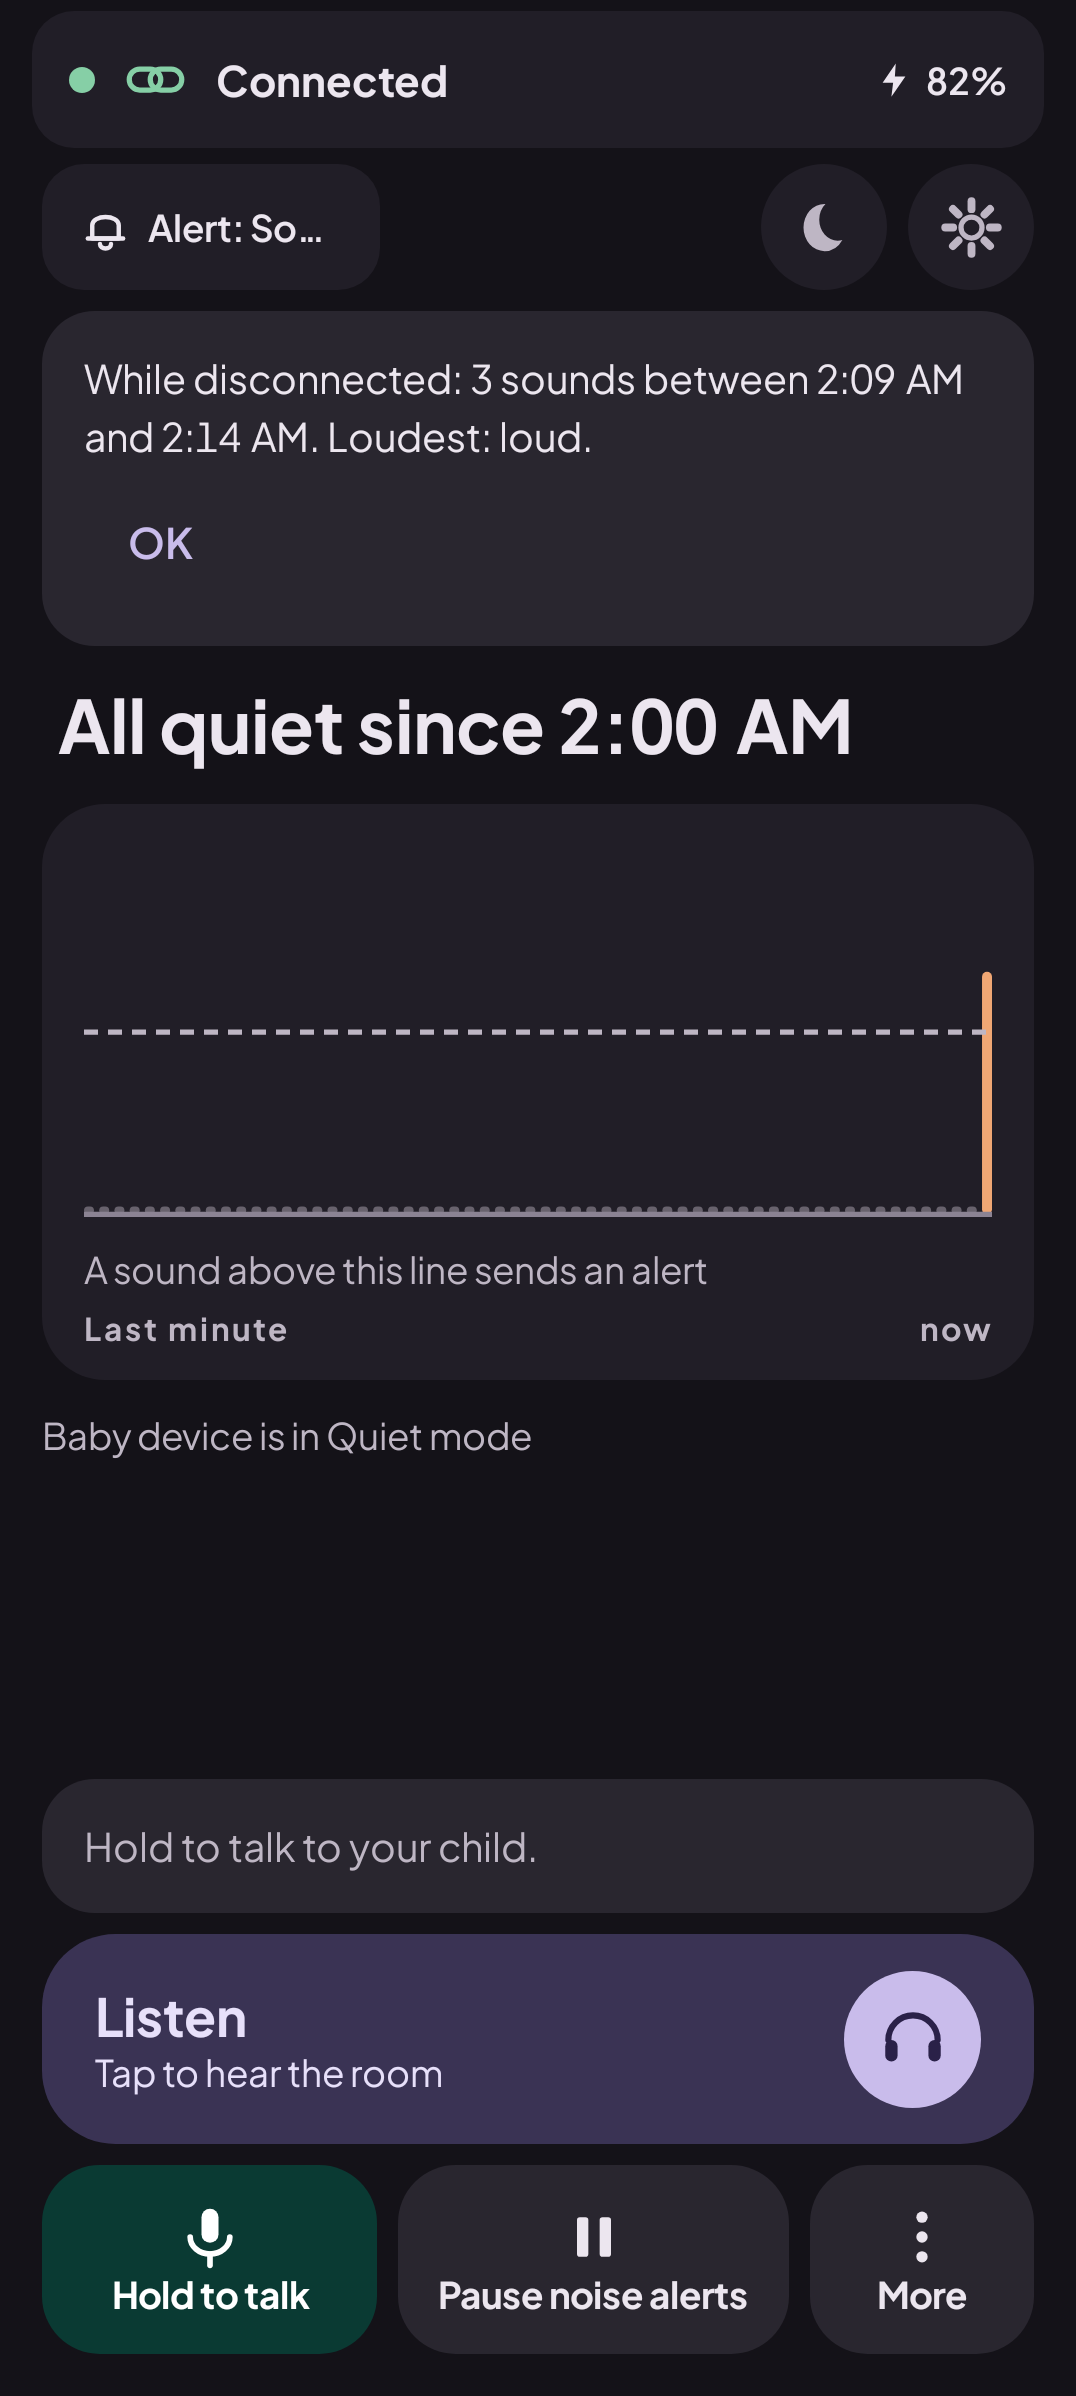 Connected
82%
Alert: So...
While disconnected: 3 sounds between 2:09 AM
and 2:14 AM. Loudest: loud.
OK
All quiet since 2:00 AM
A sound above this line sends an alert
Last minute
now
Baby device is in Quiet mode
Hold to talk to your child.
Listen
Tap to hear the room
Hold to talk
Pause noise alerts
More